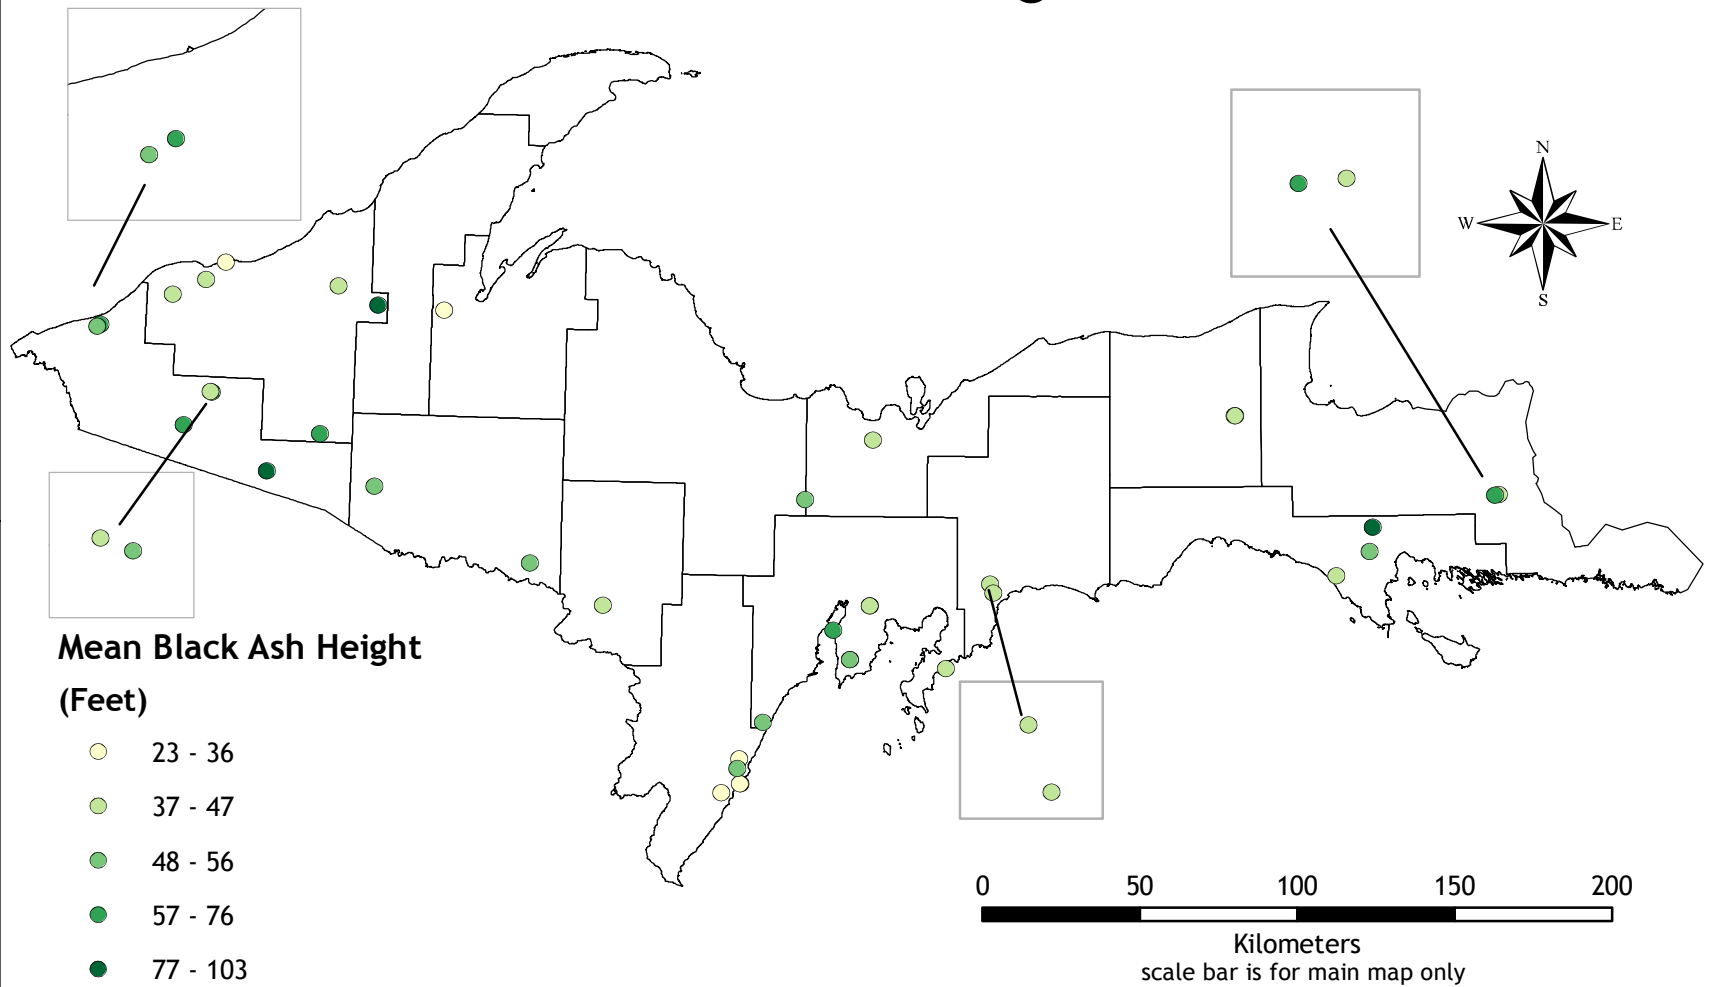 N
W
E
S
Mean Black Ash Height
(Feet)
23 - 36
37 - 47
48 - 56
57 - 76
77 - 103
0 50 100 150 200
Kilometers
scale bar is for main map only